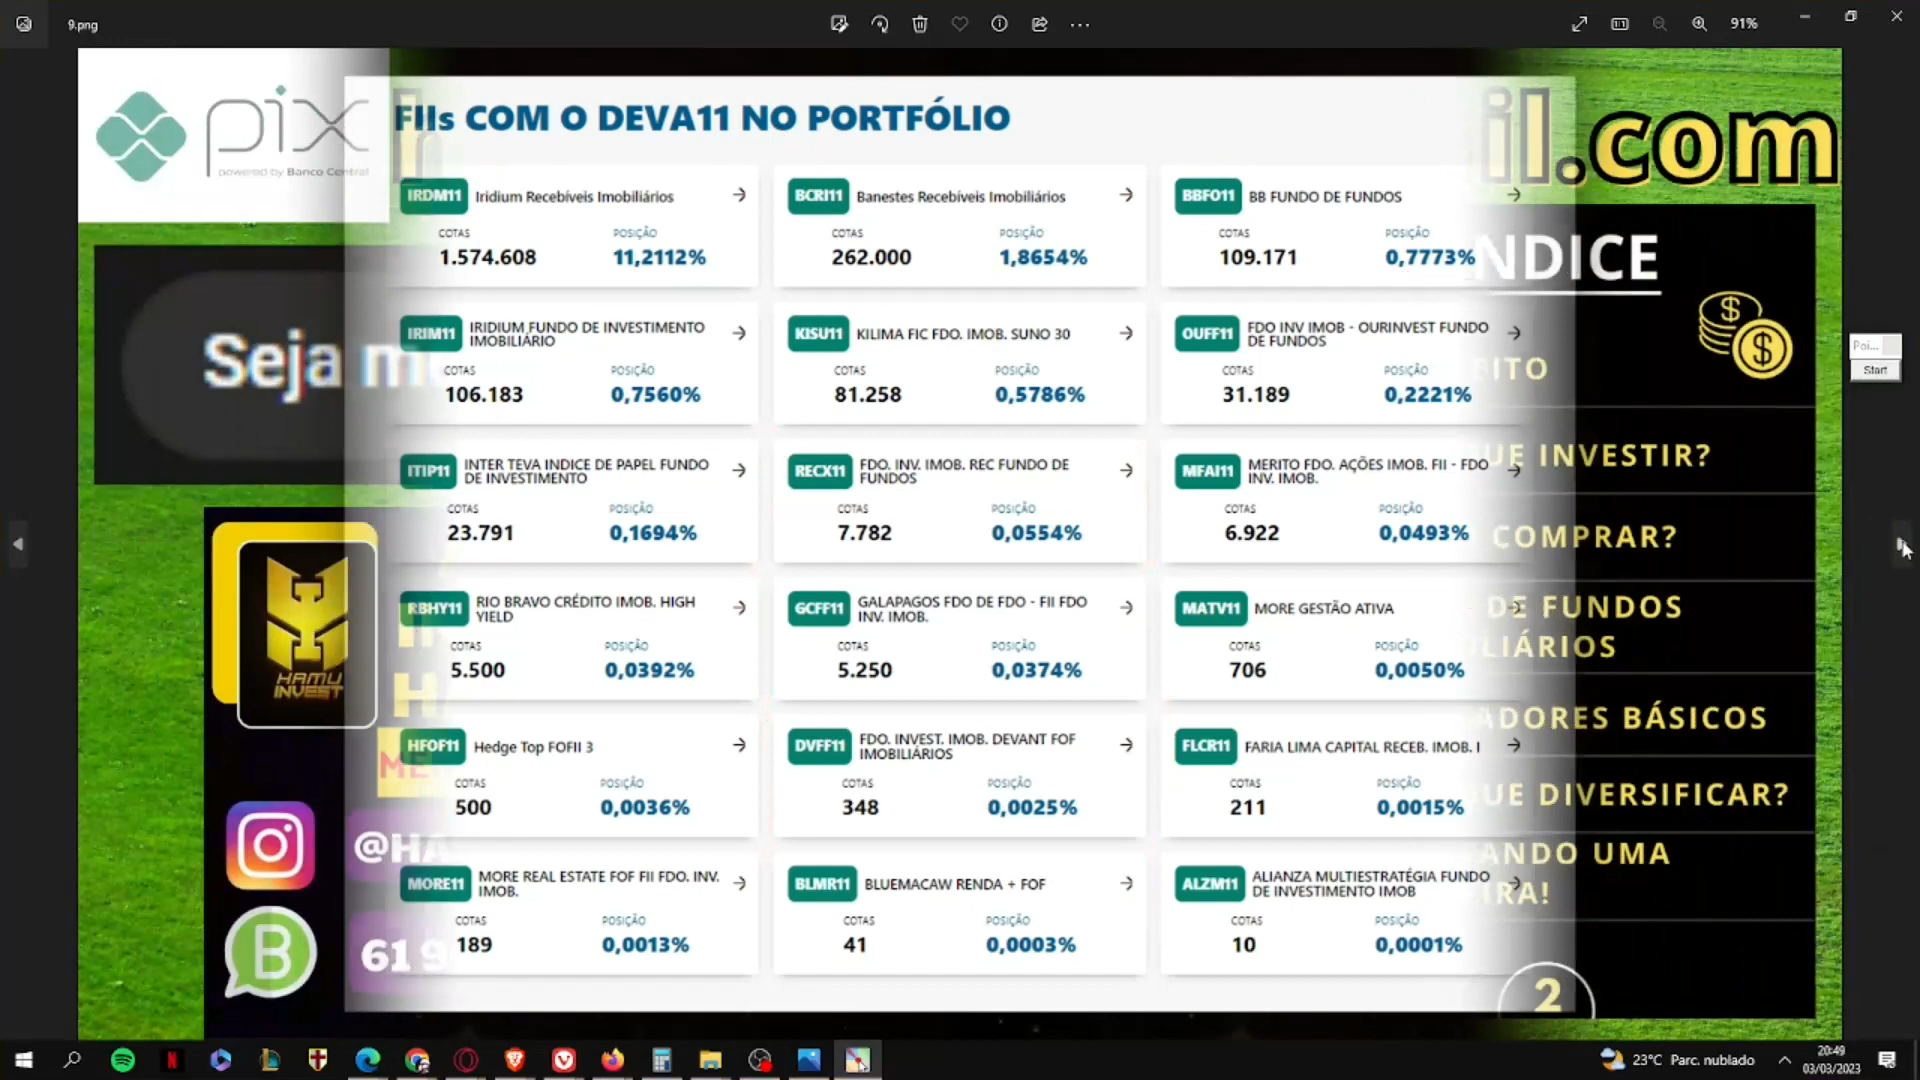 9.png
91%
pix
powered by Banco Central
il.com
FIIs COM O DEVA11 NO PORTFÓLIO
IRDM11 Iridium Recebíveis Imobiliários
COTAS POSIÇÃO
1.574.608 11,2112%
BCRI11 Banestes Recebíveis Imobiliários
COTAS POSIÇÃO
262.000 1,8654%
BBFO11 BB FUNDO DE FUNDOS
COTAS POSIÇÃO
109.171 0,7773%
IRIM11 IRIDIUM FUNDO DE INVESTIMENTO
IMOBILIÁRIO
COTAS POSIÇÃO
106.183 0,7560%
KISU11 KILIMA FIC FDO. IMOB. SUNO 30
COTAS POSIÇÃO
81.258 0,5786%
OUFF11 FDO INV IMOB - OURINVEST FUNDO
DE FUNDOS
COTAS POSIÇÃO
31.189 0,2221%
ITIP11 INTER TEVA INDICE DE PAPEL FUNDO
DE INVESTIMENTO
COTAS POSIÇÃO
23.791 0,1694%
RECX11 FDO. INV. IMOB. REC FUNDO DE
FUNDOS
COTAS POSIÇÃO
7.782 0,0554%
MFAI11 MERITO FDO. AÇÕES IMOB. FII - FDO
INV. IMOB.
COTAS POSIÇÃO
6.922 0,0493%
RBHY11 RIO BRAVO CRÉDITO IMOB. HIGH
YIELD
COTAS POSIÇÃO
5.500 0,0392%
GCFF11 GALAPAGOS FDO DE FDO - FII FDO
INV. IMOB.
COTAS POSIÇÃO
5.250 0,0374%
MATV11 MORE GESTÃO ATIVA
COTAS POSIÇÃO
706 0,0050%
HFOF11 Hedge Top FOFII 3
COTAS POSIÇÃO
500 0,0036%
DVFF11 FDO. INVEST. IMOB. DEVANT FOF
IMOBILIÁRIOS
COTAS POSIÇÃO
348 0,0025%
FLCR11 FARIA LIMA CAPITAL RECEB. IMOB. I
COTAS POSIÇÃO
211 0,0015%
MORE11 MORE REAL ESTATE FOF FII FDO. INV.
IMOB.
COTAS POSIÇÃO
189 0,0013%
BLMR11 BLUEMACAW RENDA + FOF
COTAS POSIÇÃO
41 0,0003%
ALZM11 ALIANZA MULTIESTRATÉGIA FUNDO
DE INVESTIMENTO IMOB
COTAS POSIÇÃO
10 0,0001%
Seja m
HAMU
INVEST
ME
@HA
61 9
NDICE
ITO
UE INVESTIR?
COMPRAR?
DE FUNDOS
LIÁRIOS
ADORES BÁSICOS
UE DIVERSIFICAR?
ANDO UMA
IRA!
2
Poi...
Start
23°C Parc. nublado
20:49
03/03/2023